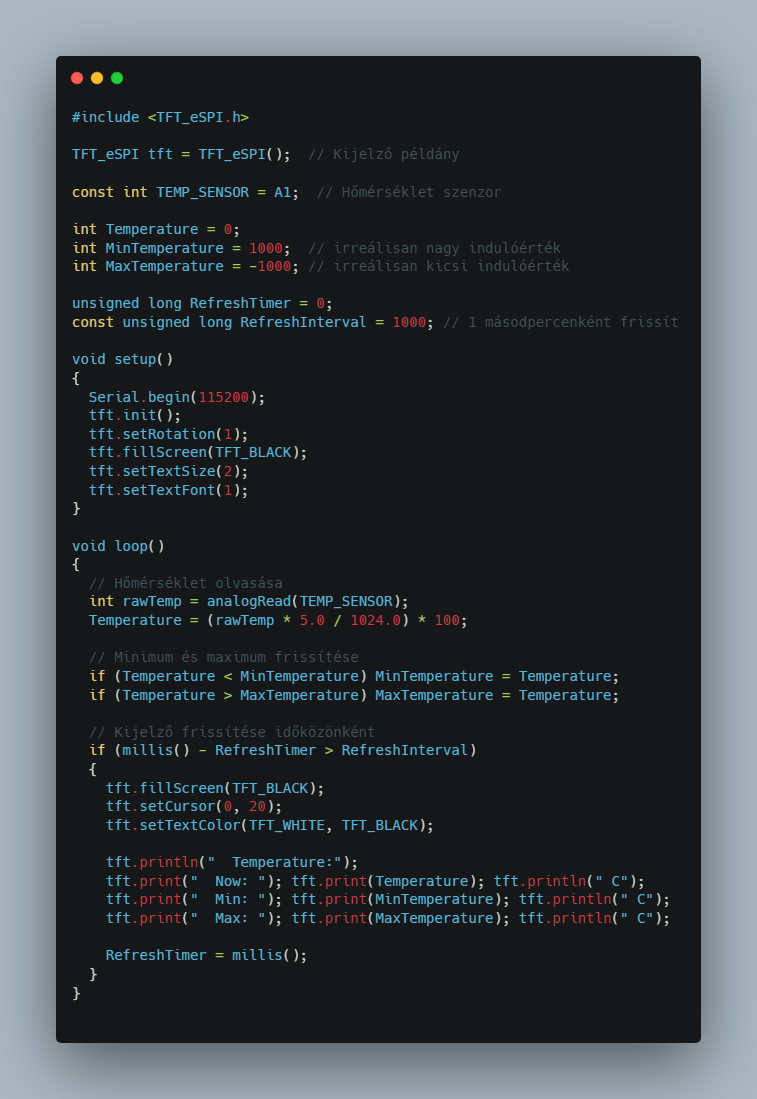 #include <TFT_eSPI.h>
TFT_eSPI tft = TFT_eSPI();  // Kijelző példány
const int TEMP_SENSOR = A1;  // Hőmérséklet szenzor
int Temperature = 0;
int MinTemperature = 1000;  // irreálisan nagy indulóérték
int MaxTemperature = -1000; // irreálisan kicsi indulóérték
unsigned long RefreshTimer = 0;
const unsigned long RefreshInterval = 1000; // 1 másodpercenként frissít
void setup()
{
  Serial.begin(115200);
  tft.init();
  tft.setRotation(1);
  tft.fillScreen(TFT_BLACK);
  tft.setTextSize(2);
  tft.setTextFont(1);
}
void loop()
{
  // Hőmérséklet olvasása
  int rawTemp = analogRead(TEMP_SENSOR);
  Temperature = (rawTemp * 5.0 / 1024.0) * 100;
  // Minimum és maximum frissítése
  if (Temperature < MinTemperature) MinTemperature = Temperature;
  if (Temperature > MaxTemperature) MaxTemperature = Temperature;
  // Kijelző frissítése időközönként
  if (millis() - RefreshTimer > RefreshInterval)
  {
    tft.fillScreen(TFT_BLACK);
    tft.setCursor(0, 20);
    tft.setTextColor(TFT_WHITE, TFT_BLACK);
    tft.println("  Temperature:");
    tft.print("  Now: "); tft.print(Temperature); tft.println(" C");
    tft.print("  Min: "); tft.print(MinTemperature); tft.println(" C");
    tft.print("  Max: "); tft.print(MaxTemperature); tft.println(" C");
    RefreshTimer = millis();
  }
}